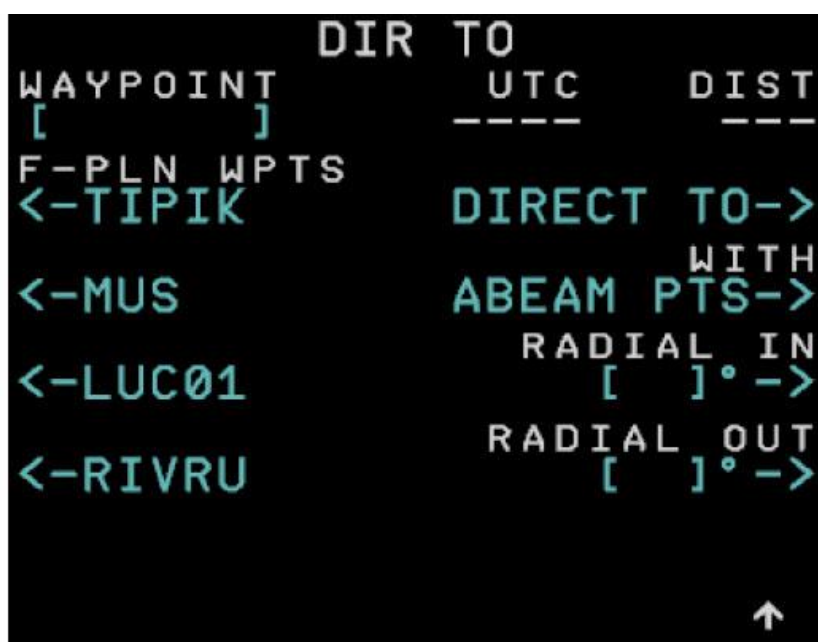 DIR TO
WAYPOINT UTC DIST
[ ] ---- ---
F-PLN WPTS
<-TIPIK DIRECT TO->
WITH
<-MUS ABEAM PTS->
RADIAL IN
<-LUC01 [ ]°->
RADIAL OUT
<-RIVRU [ ]°->
↑